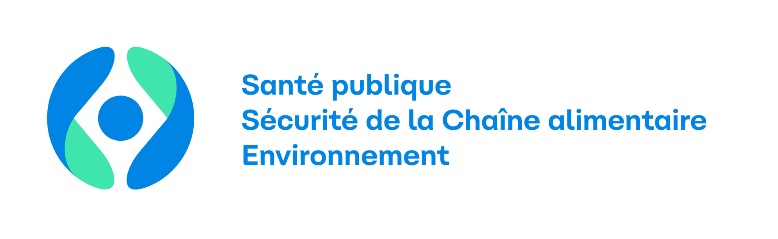 Santé publique
Sécurité de la Chaîne alimentaire
Environnement